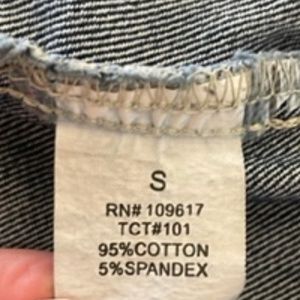 S
RN# 109617
TCT#101
95%COTTON
5%SPANDEX